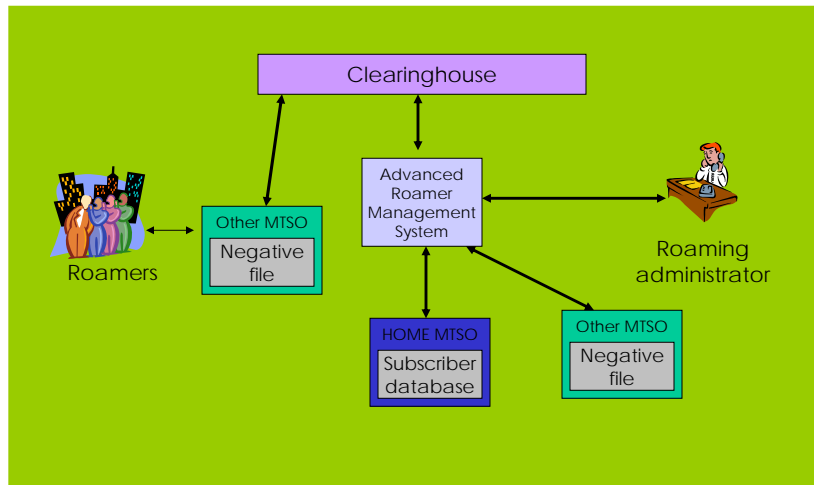 Clearinghouse
Advanced
Roamer
Management
System
Other MTSO
Negative
file
Roamers
Roaming
administrator
HOME MTSO
Subscriber
database
Other MTSO
Negative
file